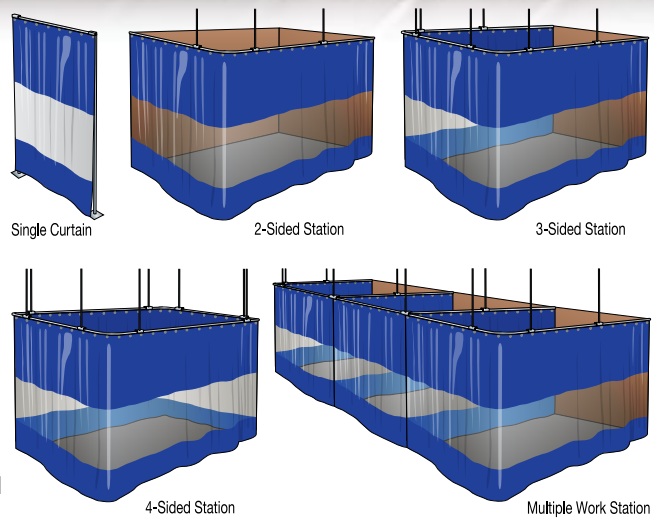 Single Curtain
2-Sided Station
3-Sided Station
4-Sided Station
Multiple Work Station